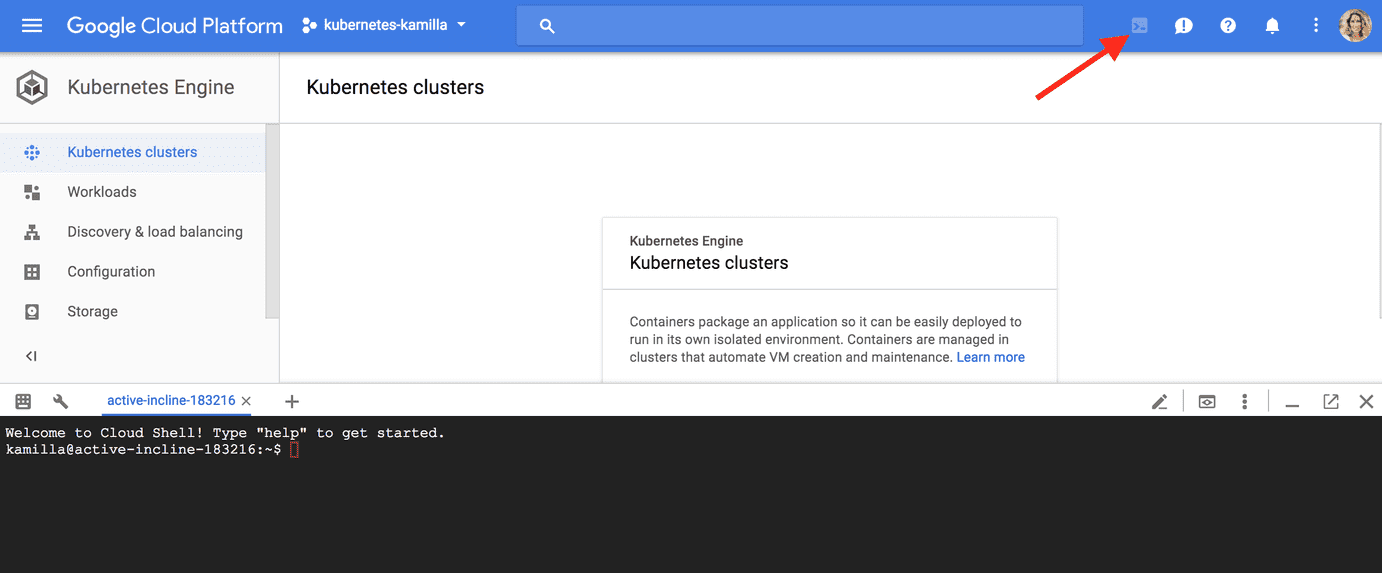 Google Cloud Platform
kubernetes-kamilla
Kubernetes Engine
Kubernetes clusters
Kubernetes clusters
Workloads
Discovery & load balancing
Configuration
Storage
Kubernetes Engine
Kubernetes clusters
Containers package an application so it can be easily deployed to
run in its own isolated environment. Containers are managed in
clusters that automate VM creation and maintenance. Learn more
active-incline-183216
Welcome to Cloud Shell! Type "help" to get started.
kamilla@active-incline-183216:~$